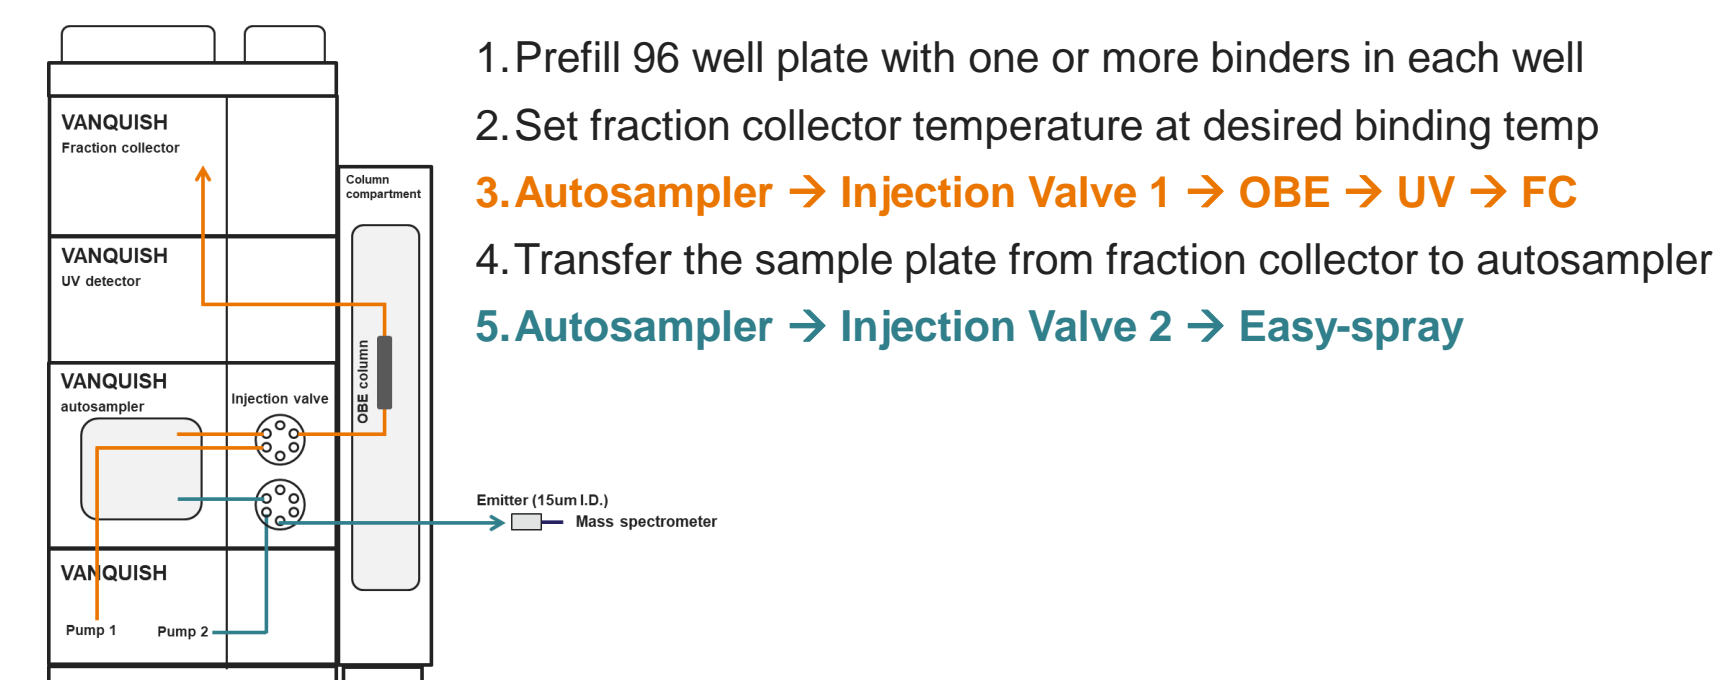 VANQUISH
Fraction collector
Column
compartment
VANQUISH
UV detector
OBE column
VANQUISH
autosampler
Injection valve
Emitter (15um I.D.)
Mass spectrometer
VANQUISH
Pump 1
Pump 2
1. Prefill 96 well plate with one or more binders in each well
2. Set fraction collector temperature at desired binding temp
3. Autosampler → Injection Valve 1 → OBE → UV → FC
4. Transfer the sample plate from fraction collector to autosampler
5. Autosampler → Injection Valve 2 → Easy-spray